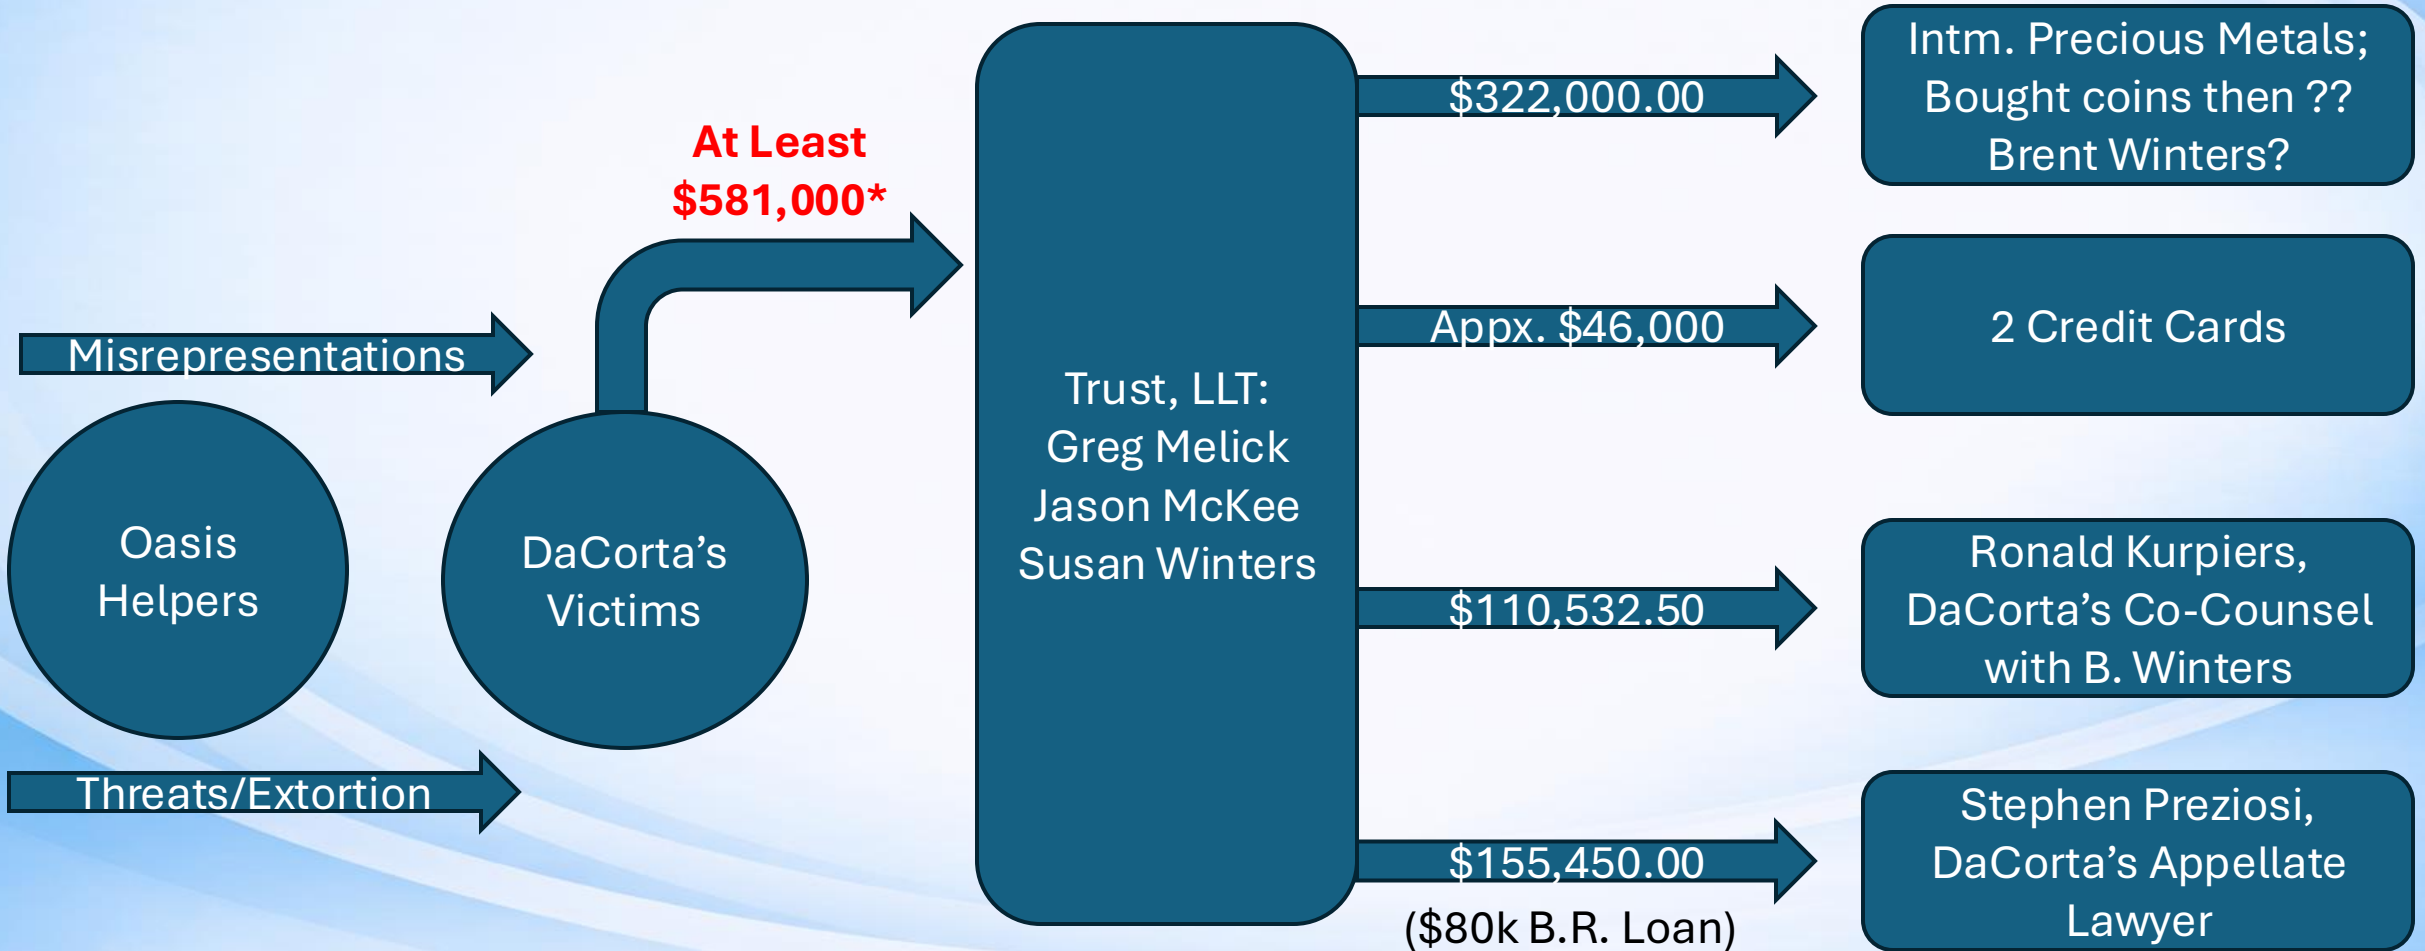 Misrepresentations
Oasis
Helpers
Threats/Extortion
At Least
$581,000*
DaCorta’s
Victims
Trust, LLT:
Greg Melick
Jason McKee
Susan Winters
$322,000.00
Intm. Precious Metals;
Bought coins then ??
Brent Winters?
Appx. $46,000
2 Credit Cards
$110,532.50
Ronald Kurpiers,
DaCorta’s Co-Counsel
with B. Winters
$155,450.00
($80k B.R. Loan)
Stephen Preziosi,
DaCorta’s Appellate
Lawyer